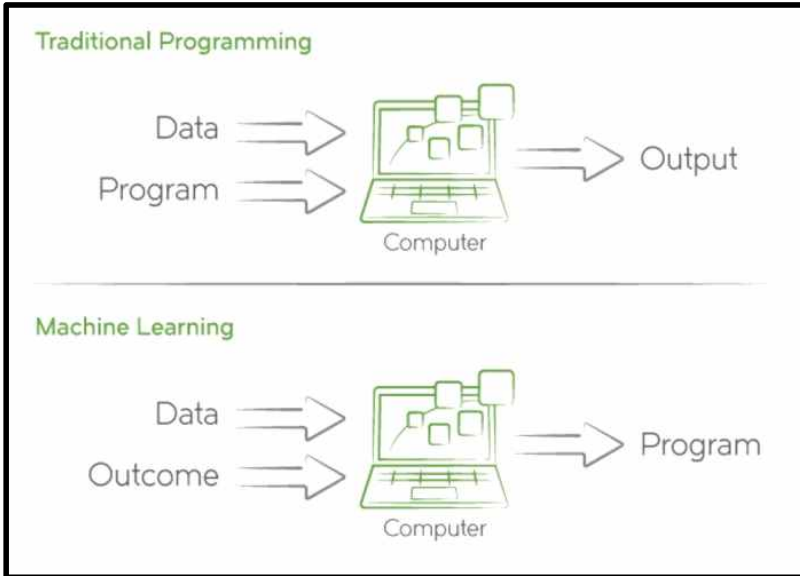 Traditional Programming
Data
Program
Computer
Output
Machine Learning
Data
Outcome
Computer
Program